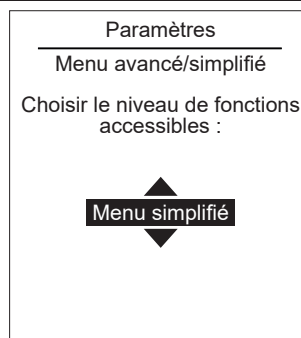 Paramètres
Menu avancé/simplifié
Choisir le niveau de fonctions
accessibles :
Menu simplifié